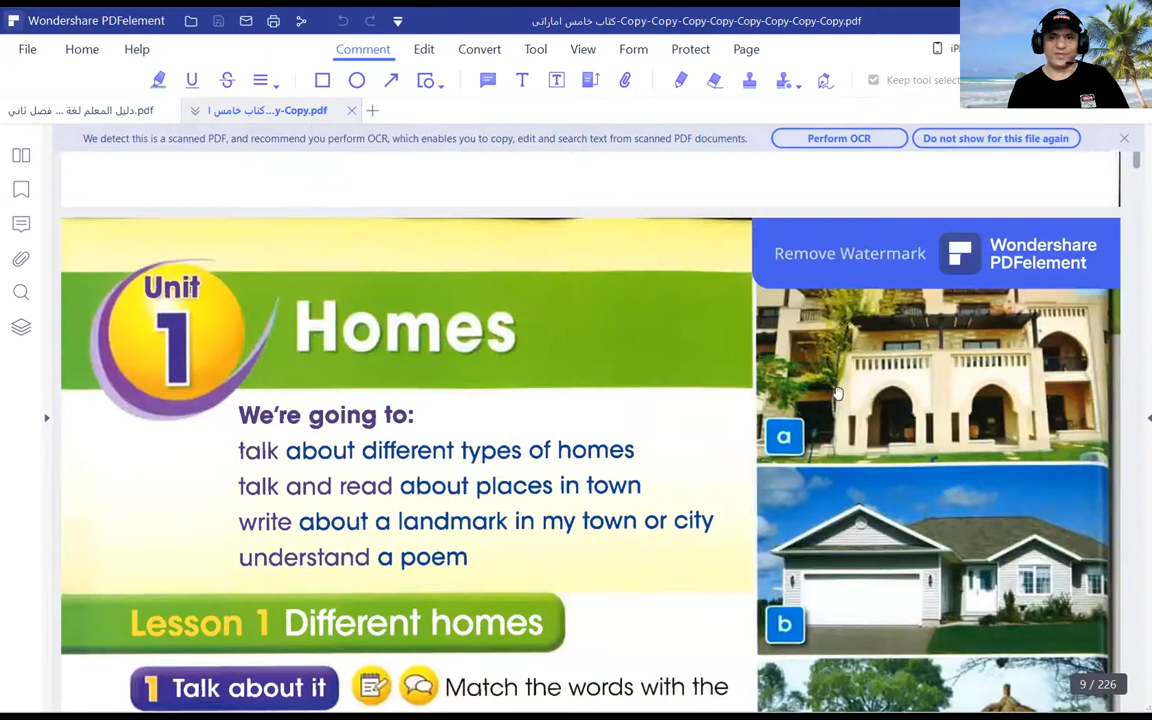 Wondershare PDFelement
كتاب خامس اماراتى-Copy-Copy-Copy-Copy-Copy-Copy-Copy.pdf
File Home Help Comment Edit Convert Tool View Form Protect Page
Keep tool selec
دليل المعلم لغة ... فصل ثاني.pdf
كتاب خامس ا...y-Copy.pdf
We detect this is a scanned PDF, and recommend you perform OCR, which enables you to copy, edit and search text from scanned PDF documents.
Perform OCR
Do not show for this file again
Remove Watermark
Wondershare
PDFelement
Unit
1
Homes
We're going to:
talk about different types of homes
talk and read about places in town
write about a landmark in my town or city
understand a poem
a
b
Lesson 1 Different homes
1 Talk about it
Match the words with the
9 / 226